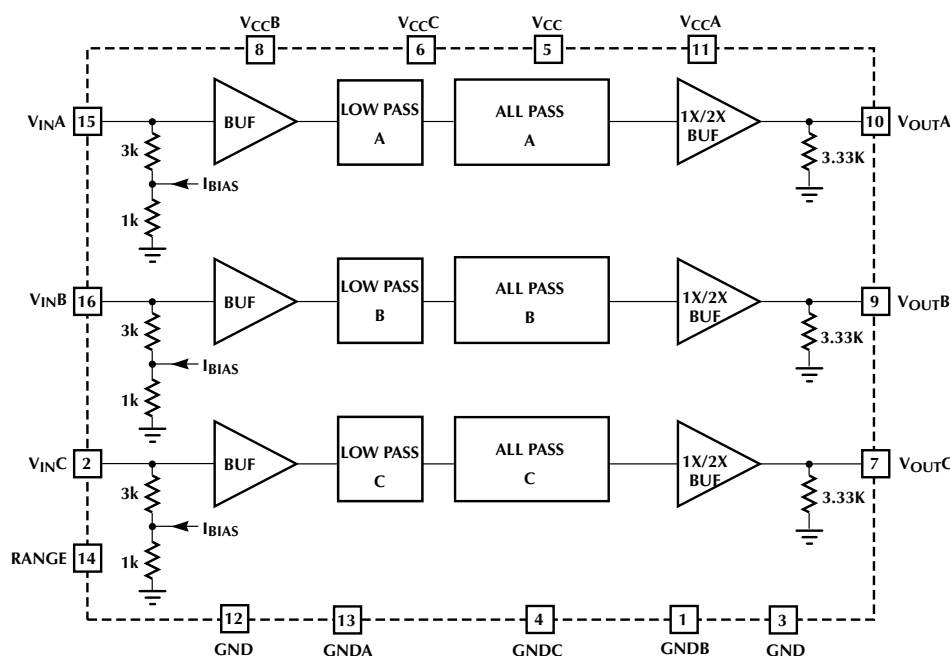 VCCB VCCC VCC VCCA
8 6 5 11
VINA 15 BUF LOW PASS A ALL PASS A 1X/2X BUF 10 VOUTA
3k
IBIAS
1k
3.33K
VINB 16 BUF LOW PASS B ALL PASS B 1X/2X BUF 9 VOUTB
3k
IBIAS
1k
3.33K
VINC 2 BUF LOW PASS C ALL PASS C 1X/2X BUF 7 VOUTC
3k
IBIAS
1k
3.33K
RANGE 14
12 13 4 1 3
GND GNDA GNDC GNDB GND